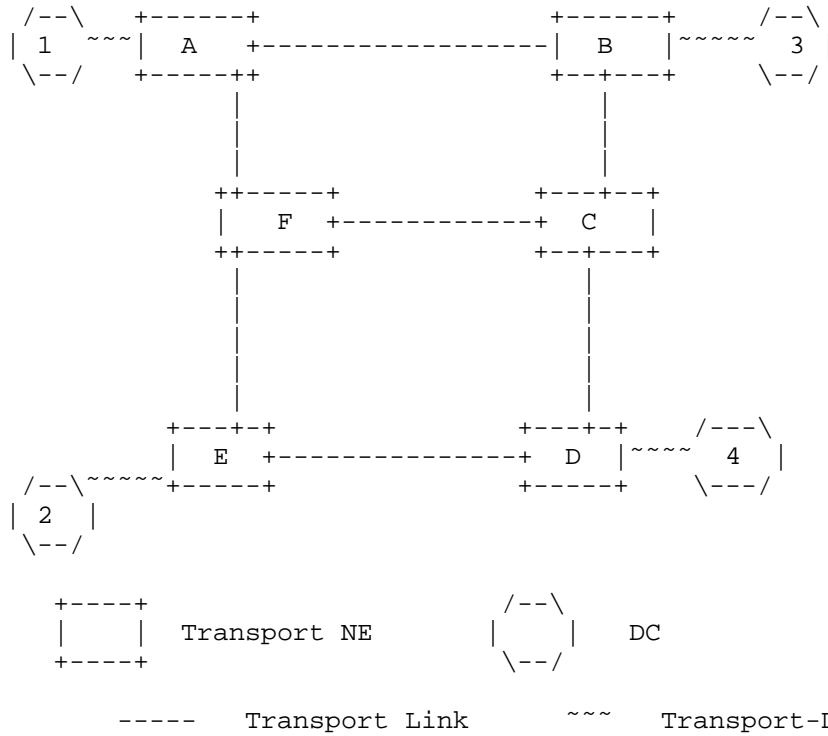 1 A B 3
F C
E D 4
2
Transport NE DC
----- Transport Link ~~~ Transport-